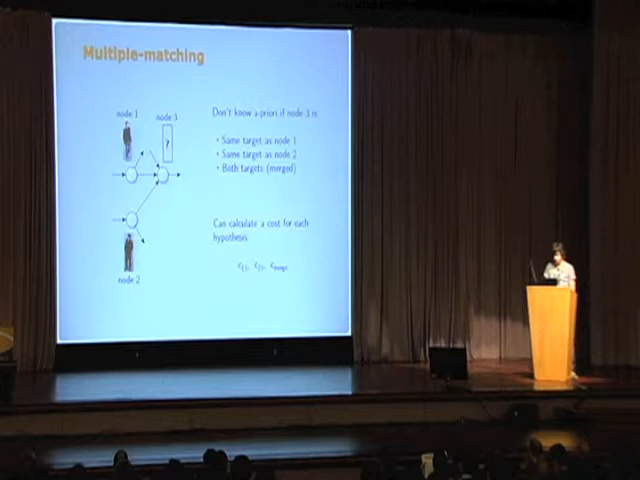 Multiple-matching
node 1
node 3
?
node 2
Don't know a-priori if node 3 is:
• Same target as node 1
• Same target as node 2
• Both targets (merged)
Can calculate a cost for each
hypothesis: